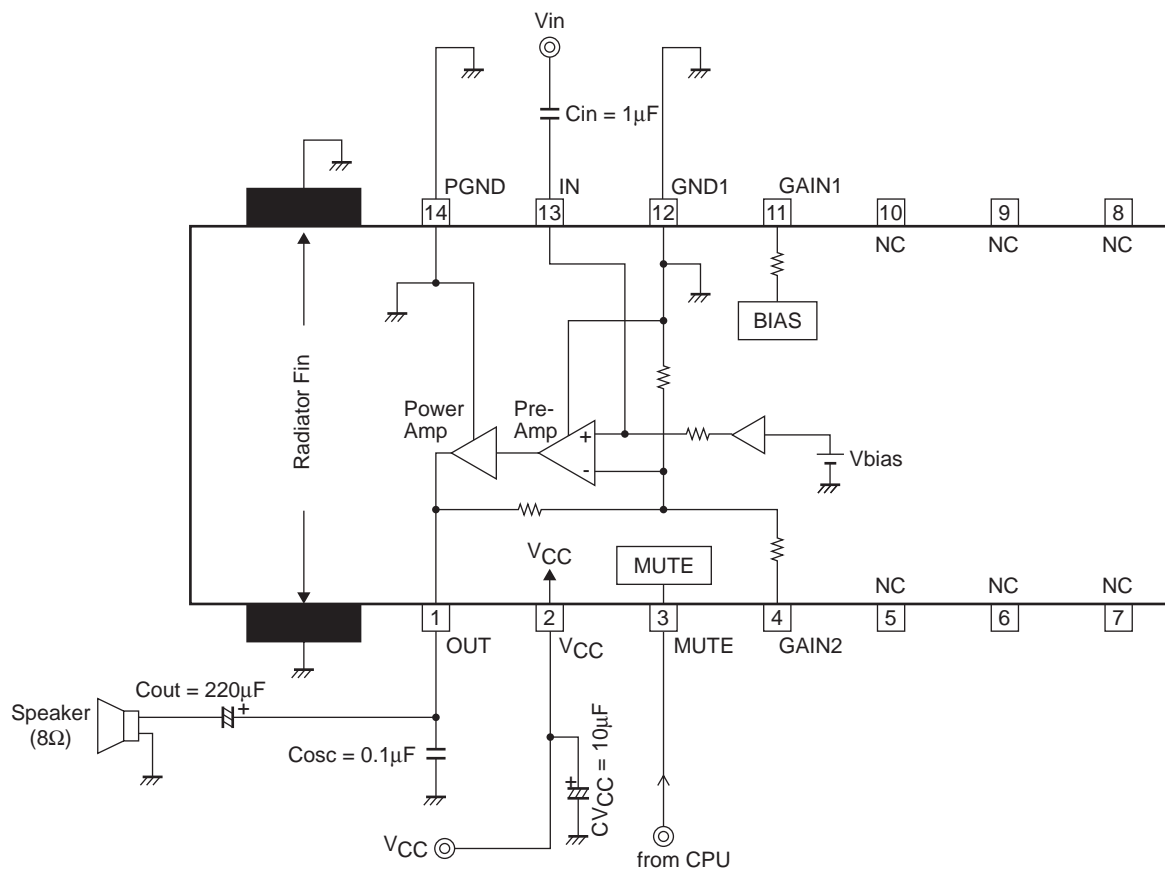 Vin
Cin = 1μF
PGND
IN
GND1
GAIN1
14
13
12
11
10
9
8
NC
NC
NC
BIAS
Radiator Fin
Power
Amp
Pre-
Amp
+
-
Vbias
VCC
MUTE
NC
NC
NC
1
2
3
4
5
6
7
OUT
VCC
MUTE
GAIN2
Cout = 220μF
+
Speaker
(8Ω)
Cosc = 0.1μF
+
CVCC = 10μF
VCC
from CPU